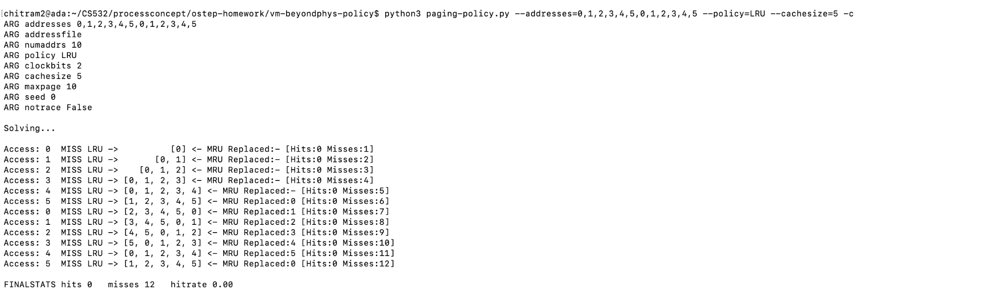 [chitram2@ada:~/CS532/processconcept/ostep-homework/vm-beyondphys-policy$ python3 paging-policy.py --addresses=0,1,2,3,4,5,0,1,2,3,4,5 --policy=LRU --cachesize=5 -c
ARG addresses 0,1,2,3,4,5,0,1,2,3,4,5
ARG addressfile
ARG numaddrs 10
ARG policy LRU
ARG clockbits 2
ARG cachesize 5
ARG maxpage 10
ARG seed 0
ARG notrace False

Solving...

Access: 0  MISS LRU ->          [0] <- MRU Replaced:- [Hits:0 Misses:1]
Access: 1  MISS LRU ->       [0, 1] <- MRU Replaced:- [Hits:0 Misses:2]
Access: 2  MISS LRU ->    [0, 1, 2] <- MRU Replaced:- [Hits:0 Misses:3]
Access: 3  MISS LRU -> [0, 1, 2, 3] <- MRU Replaced:- [Hits:0 Misses:4]
Access: 4  MISS LRU -> [0, 1, 2, 3, 4] <- MRU Replaced:- [Hits:0 Misses:5]
Access: 5  MISS LRU -> [1, 2, 3, 4, 5] <- MRU Replaced:0 [Hits:0 Misses:6]
Access: 0  MISS LRU -> [2, 3, 4, 5, 0] <- MRU Replaced:1 [Hits:0 Misses:7]
Access: 1  MISS LRU -> [3, 4, 5, 0, 1] <- MRU Replaced:2 [Hits:0 Misses:8]
Access: 2  MISS LRU -> [4, 5, 0, 1, 2] <- MRU Replaced:3 [Hits:0 Misses:9]
Access: 3  MISS LRU -> [5, 0, 1, 2, 3] <- MRU Replaced:4 [Hits:0 Misses:10]
Access: 4  MISS LRU -> [0, 1, 2, 3, 4] <- MRU Replaced:5 [Hits:0 Misses:11]
Access: 5  MISS LRU -> [1, 2, 3, 4, 5] <- MRU Replaced:0 [Hits:0 Misses:12]

FINALSTATS hits 0   misses 12   hitrate 0.00